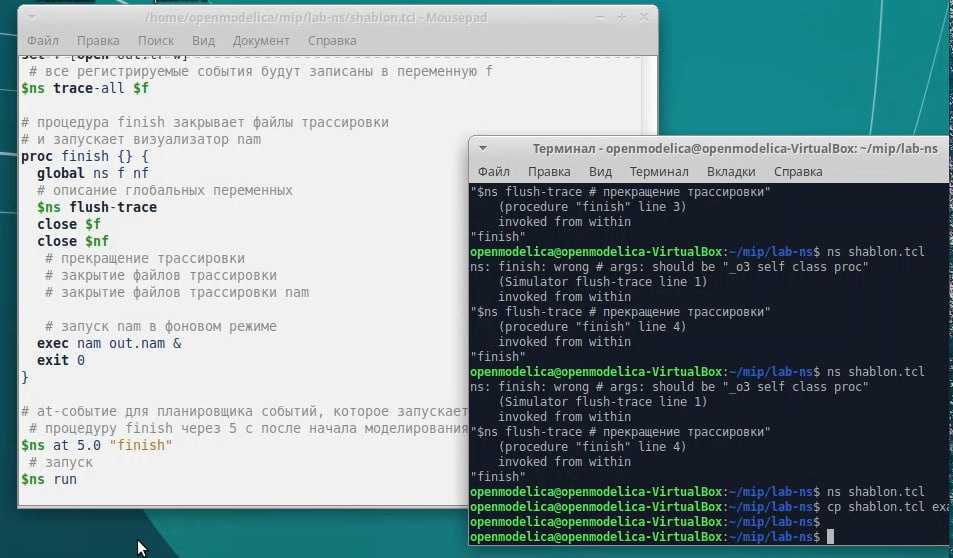 /home/openmodelica/mip/lab-ns/shablon.tcl - Mousepad
Файл Правка Поиск Вид Документ Справка
# все регистрируемые события будут записаны в переменную f
$ns trace-all $f
# процедура finish закрывает файлы трассировки
# и запускает визуализатор nam
proc finish {} {
global ns f nf
# описание глобальных переменных
$ns flush-trace
close $f
close $nf
# прекращение трассировки
# закрытие файлов трассировки
# закрытие файлов трассировки nam
# запуск nam в фоновом режиме
exec nam out.nam &
exit 0
}
# at-событие для планировщика событий, которое запускает
# процедуру finish через 5 с после начала моделирования
$ns at 5.0 "finish"
# запуск
$ns run
Терминал - openmodelica@openmodelica-VirtualBox: ~/mip/lab-ns
Файл Правка Вид Терминал Вкладки Справка
"$ns flush-trace # прекращение трассировки"
(procedure "finish" line 3)
invoked from within
"finish"
openmodelica@openmodelica-VirtualBox:~/mip/lab-ns$ ns shablon.tcl
ns: finish: wrong # args: should be "_o3 self class proc"
(Simulator flush-trace line 1)
invoked from within
"$ns flush-trace # прекращение трассировки"
(procedure "finish" line 4)
invoked from within
"finish"
openmodelica@openmodelica-VirtualBox:~/mip/lab-ns$ ns shablon.tcl
ns: finish: wrong # args: should be "_o3 self class proc"
(Simulator flush-trace line 1)
invoked from within
"$ns flush-trace # прекращение трассировки"
(procedure "finish" line 4)
invoked from within
"finish"
openmodelica@openmodelica-VirtualBox:~/mip/lab-ns$ ns shablon.tcl
openmodelica@openmodelica-VirtualBox:~/mip/lab-ns$ cp shablon.tcl exa
openmodelica@openmodelica-VirtualBox:~/mip/lab-ns$
openmodelica@openmodelica-VirtualBox:~/mip/lab-ns$